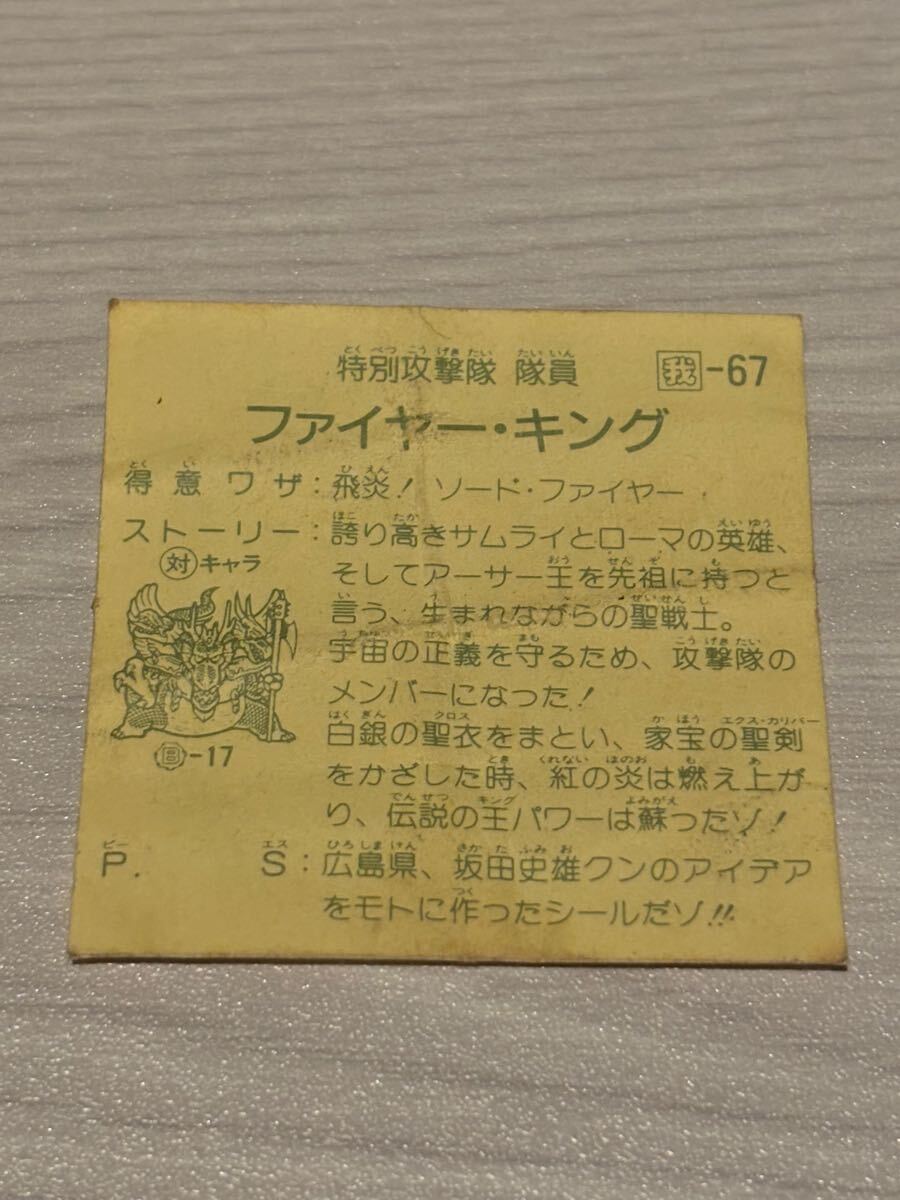 特別攻撃隊 隊員 我-67
ファイヤー・キング
得意ワザ:飛炎! ソード・ファイヤー
ストーリー:誇り高きサムライとローマの英雄、
対キャラ
そしてアーサー王を先祖に持つと
言う、生まれながらの聖戦士。
宇宙の正義を守るため、攻撃隊の
メンバーになった!
白銀の聖衣をまとい、家宝の聖剣
をかざした時、紅の炎は燃え上が
り、伝説の王パワーは蘇ったゾ!
-17
P.S:広島県、坂田史雄クンのアイデア
をモトに作ったシールだゾ!!